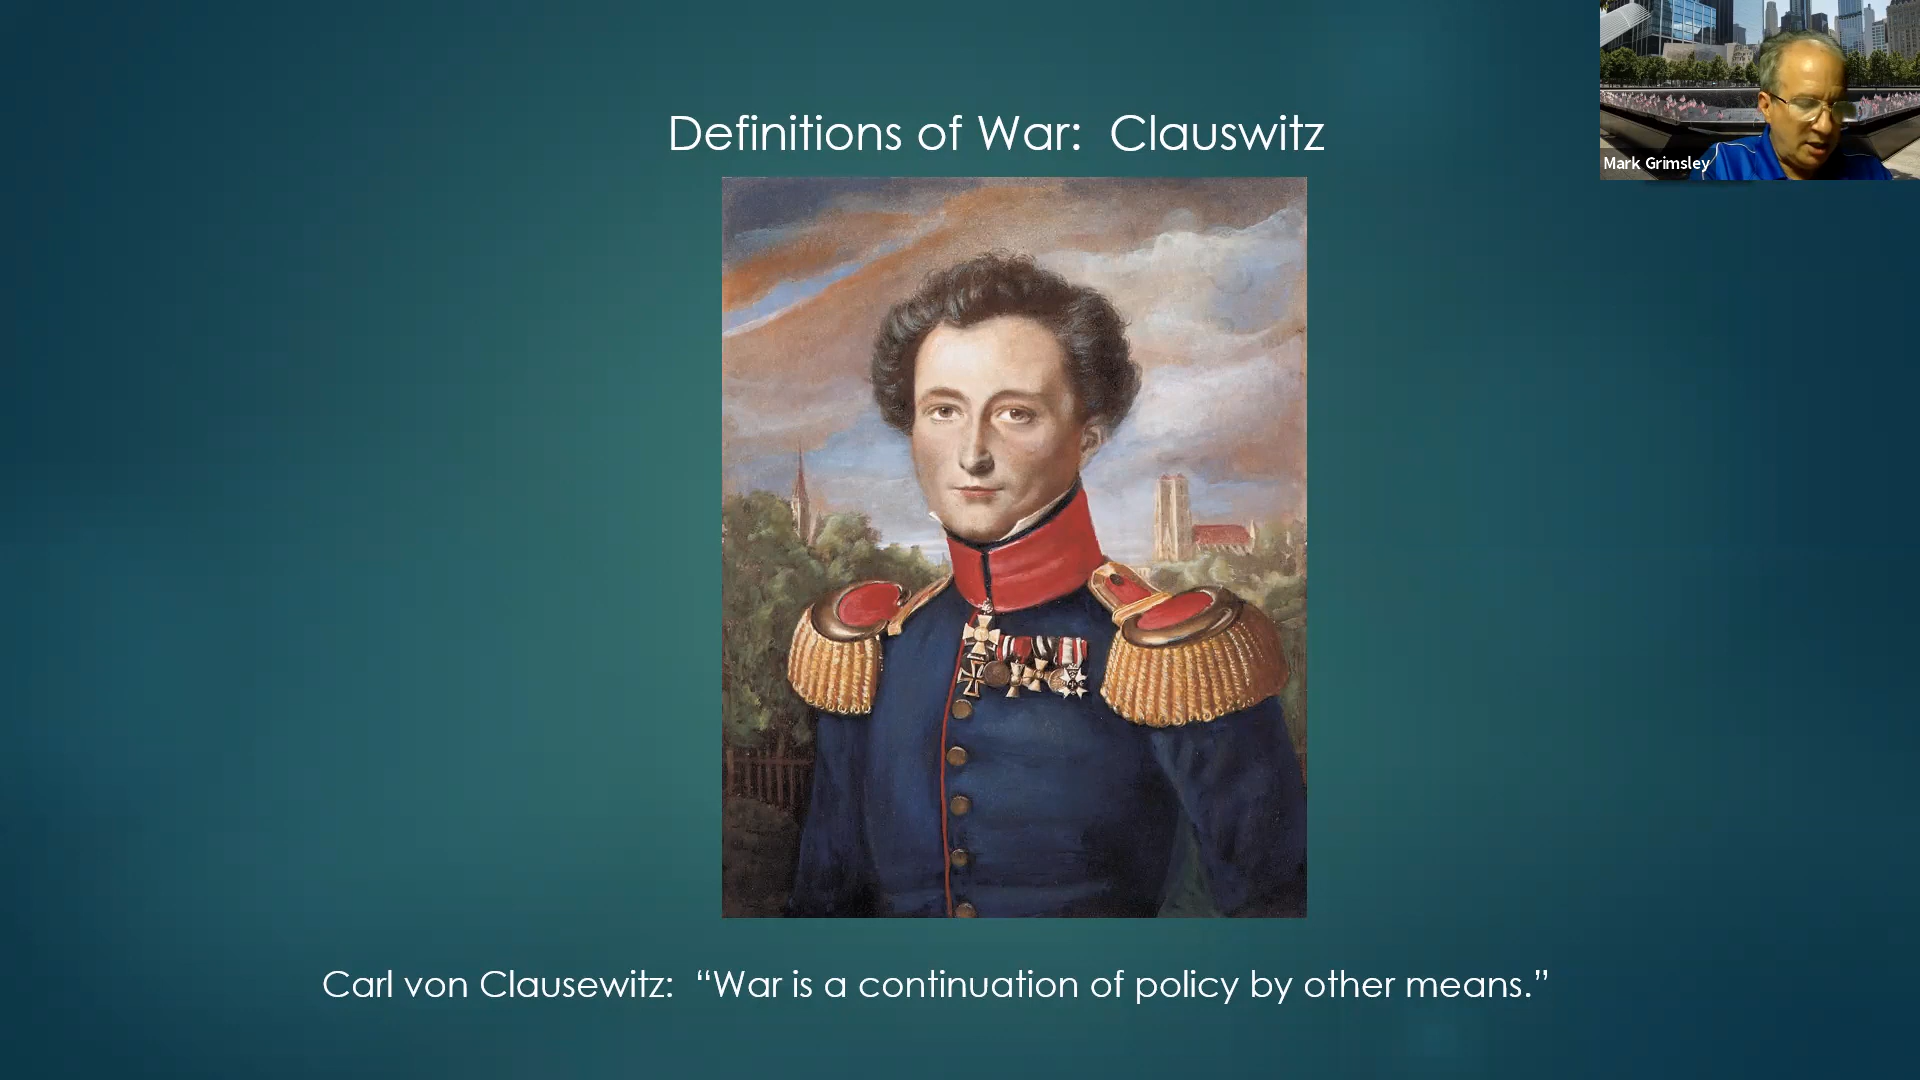 Definitions of War:  Clauswitz
Mark Grimsley
Carl von Clausewitz:  “War is a continuation of policy by other means.”